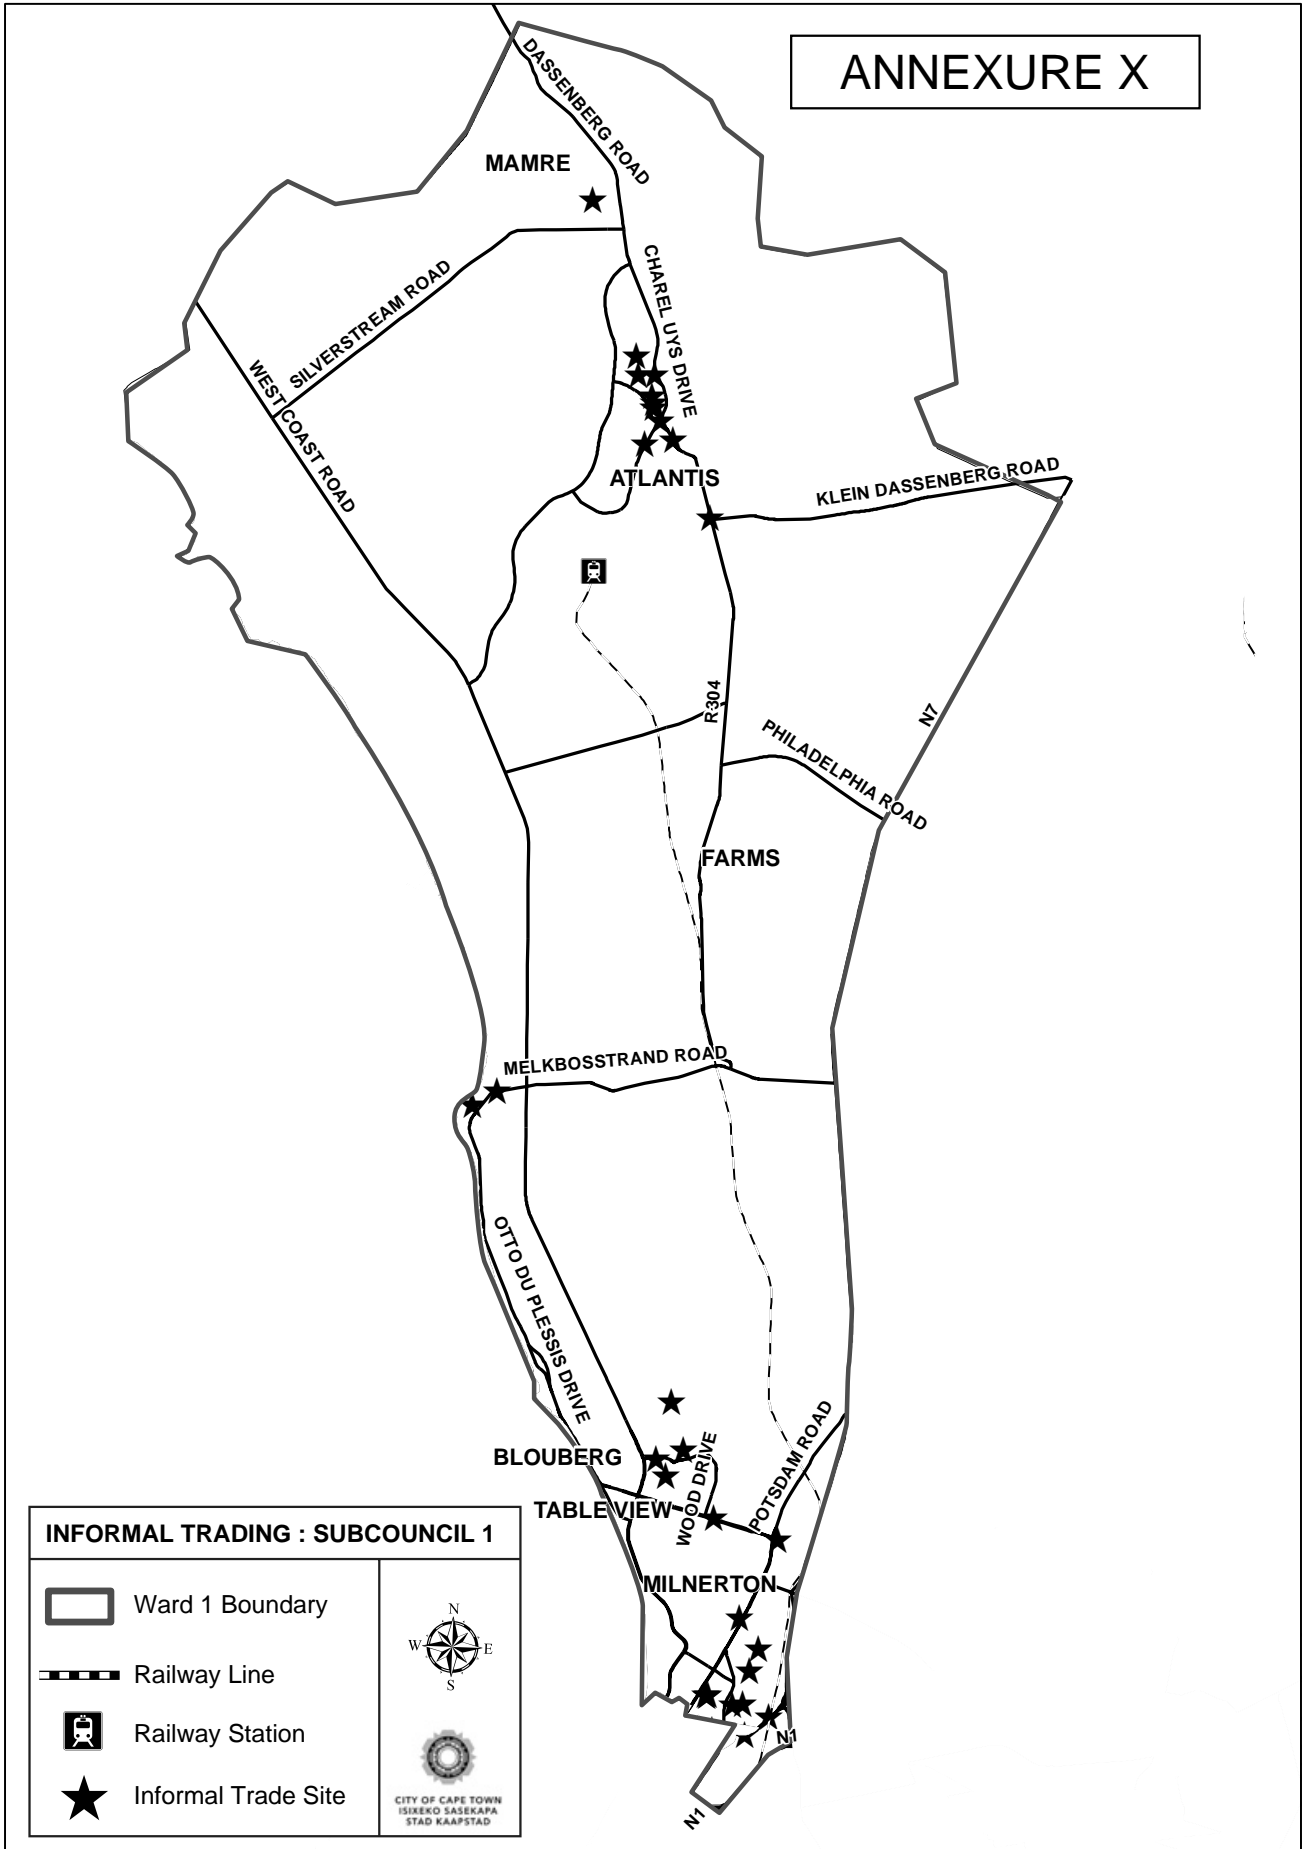 ANNEXURE X
DASSENBERG ROAD
MAMRE
CHAREL UYS DRIVE
SILVERSTREAM ROAD
WEST COAST ROAD
ATLANTIS
KLEIN DASSENBERG ROAD
R304
N7
PHILADELPHIA ROAD
FARMS
MELKBOSSTRAND ROAD
OTTO DU PLESSIS DRIVE
BLOUBERG
WOOD DRIVE
POTSDAM ROAD
TABLE VIEW
MILNERTON
N1
N1
INFORMAL TRADING : SUBCOUNCIL 1
Ward 1 Boundary
Railway Line
Railway Station
Informal Trade Site
N
W
E
S
CITY OF CAPE TOWN
ISIXEKO SASEKAPA
STAD KAAPSTAD